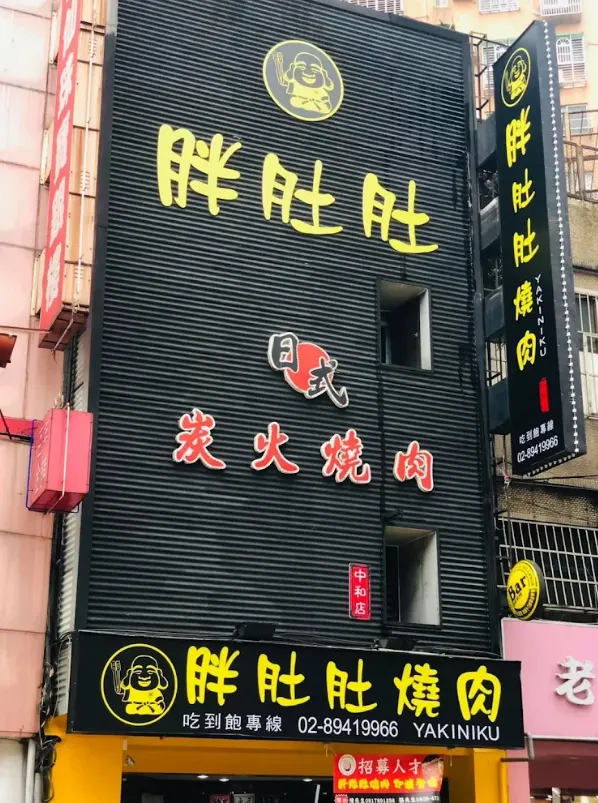 胖肚肚
日式
炭火燒肉
中和店
胖肚肚燒肉
YAKINIKU
吃到飽專線
02-89419966
Bar
胖肚肚燒肉
吃到飽專線 02-89419966 YAKINIKU
老
招募人才